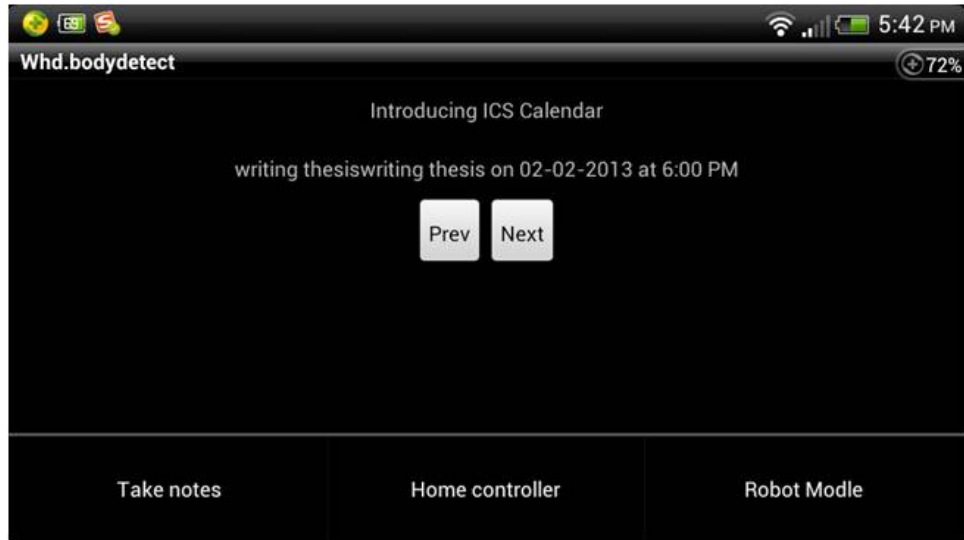 69 S 5:42 PM
Whd.bodydetect 72%
Introducing ICS Calendar
writing thesiswriting thesis on 02-02-2013 at 6:00 PM
Prev Next
Take notes Home controller Robot Modle